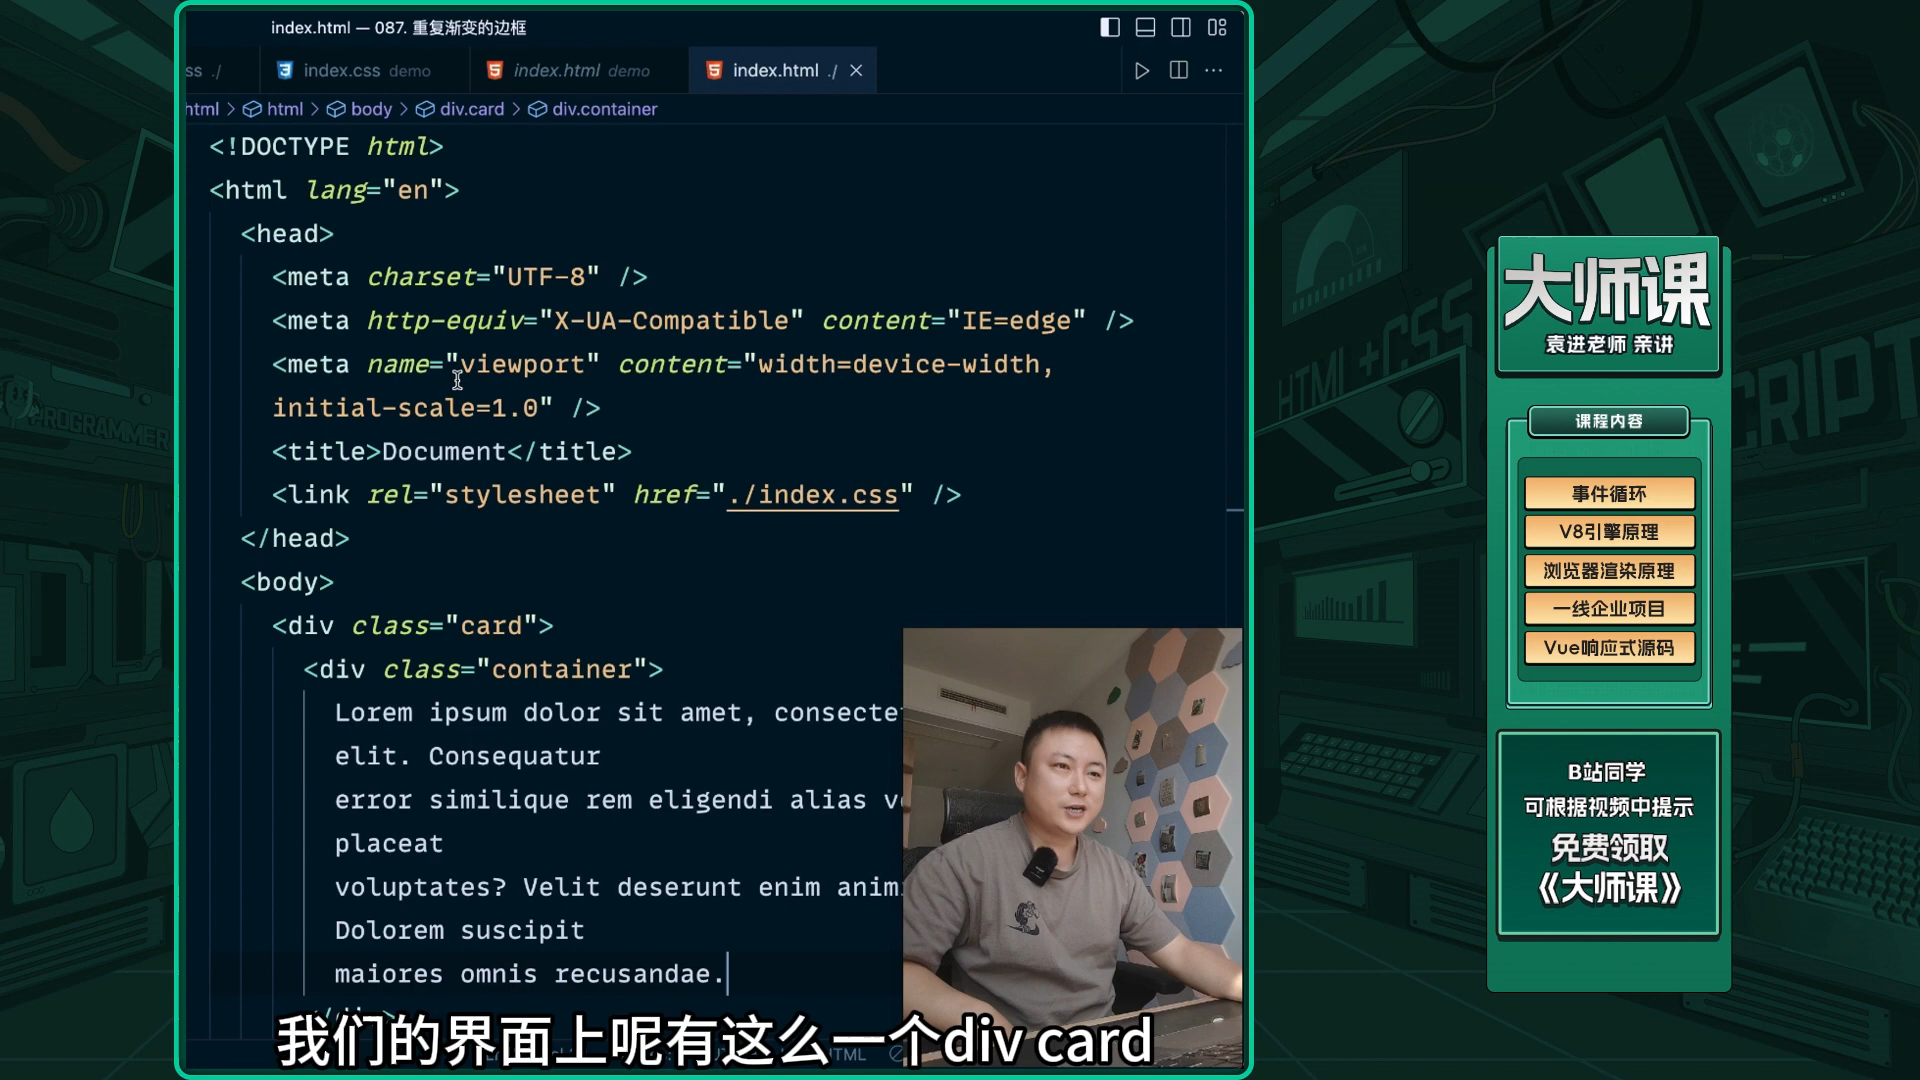 index.html — 087. 重复渐变的边框
ss ./
index.css demo
index.html demo
index.html ./
html > html > body > div.card > div.container
<!DOCTYPE html>
<html lang="en">
<head>
<meta charset="UTF-8" />
<meta http-equiv="X-UA-Compatible" content="IE=edge" />
<meta name="viewport" content="width=device-width,
initial-scale=1.0" />
<title>Document</title>
<link rel="stylesheet" href="./index.css" />
</head>
<body>
<div class="card">
<div class="container">
Lorem ipsum dolor sit amet, consecte
elit. Consequatur
error similique rem eligendi alias v
placeat
voluptates? Velit deserunt enim anim
Dolorem suscipit
maiores omnis recusandae.
我们的界面上呢有这么一个div card
HTML
大师课
袁进老师 亲讲
课程内容
事件循环
V8引擎原理
浏览器渲染原理
一线企业项目
Vue响应式源码
B站同学
可根据视频中提示
免费领取
《大师课》
PROGRAMMER
HTML+CSS
CRIPT